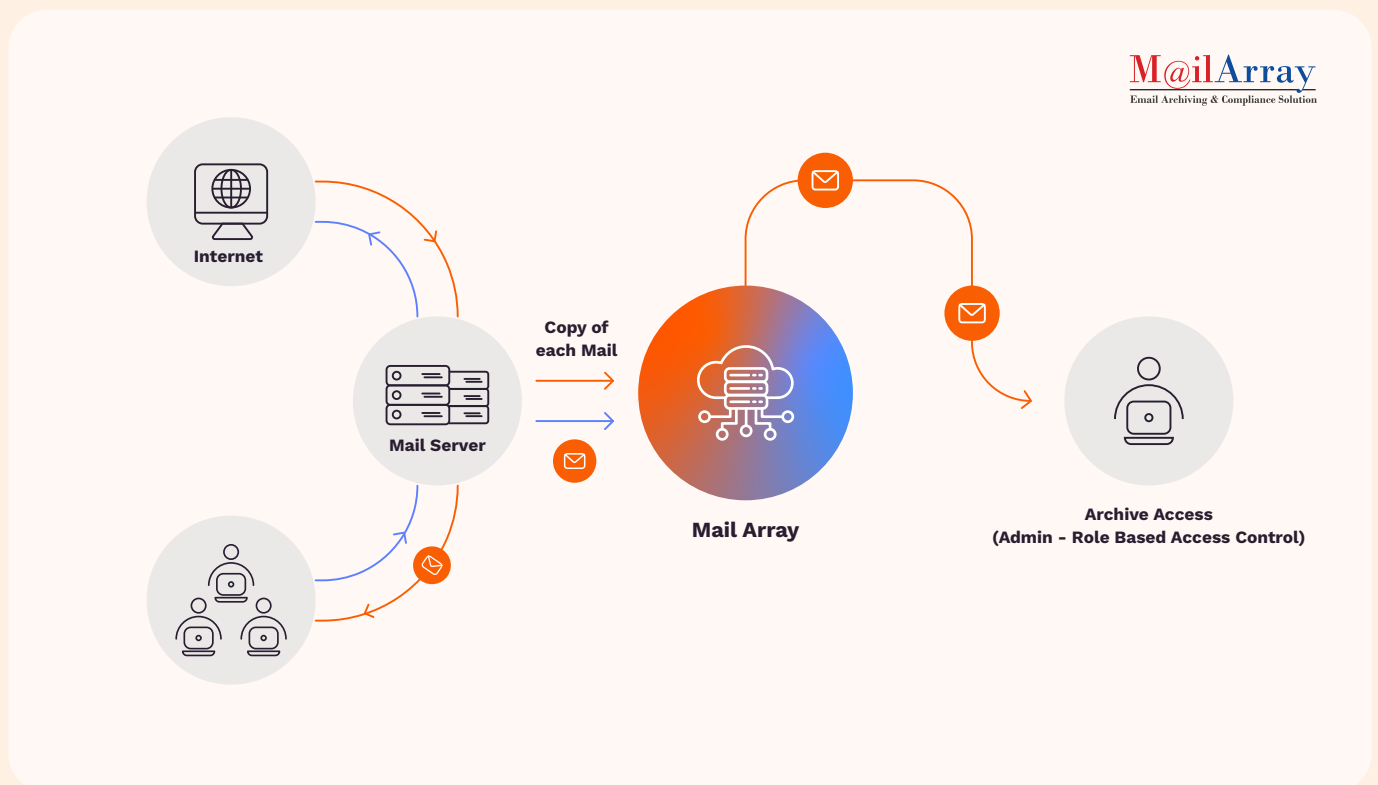 M@ilArray
Email Archiving & Compliance Solution
Internet
Copy of
each Mail
Mail Server
Mail Array
Archive Access
(Admin - Role Based Access Control)